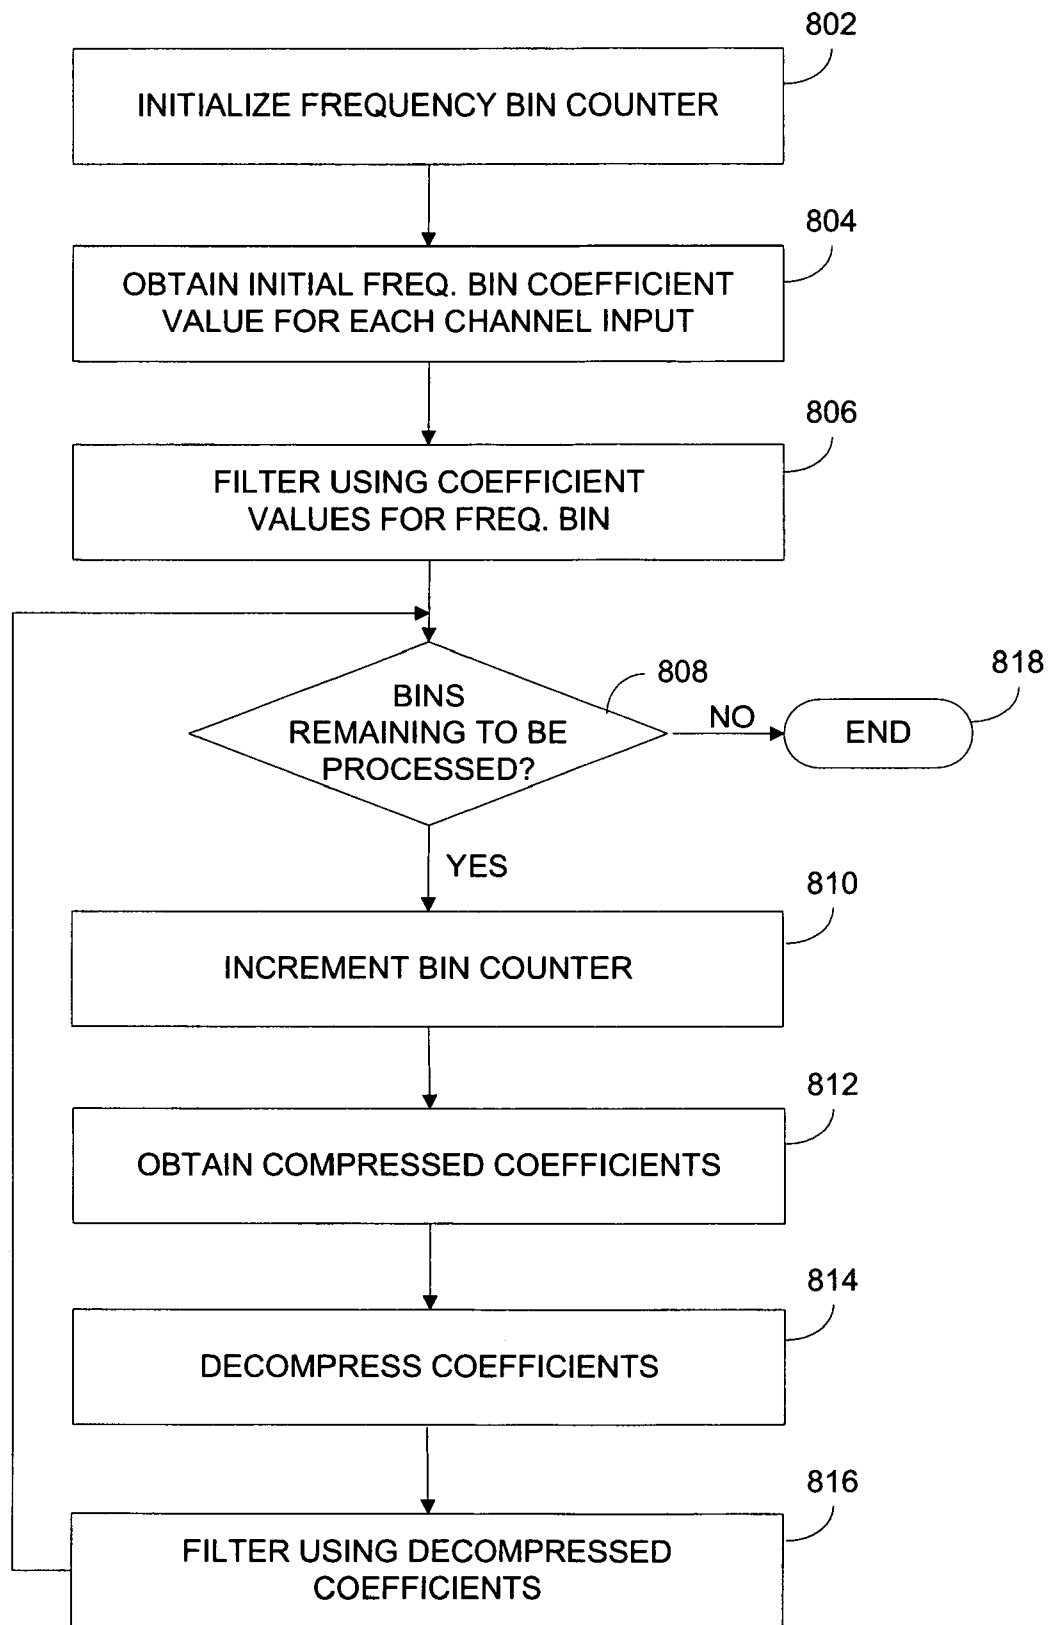 802
INITIALIZE FREQUENCY BIN COUNTER
804
OBTAIN INITIAL FREQ. BIN COEFFICIENT
VALUE FOR EACH CHANNEL INPUT
806
FILTER USING COEFFICIENT
VALUES FOR FREQ. BIN
808
BINS
REMAINING TO BE
PROCESSED?
NO
818
END
YES
810
INCREMENT BIN COUNTER
812
OBTAIN COMPRESSED COEFFICIENTS
814
DECOMPRESS COEFFICIENTS
816
FILTER USING DECOMPRESSED
COEFFICIENTS